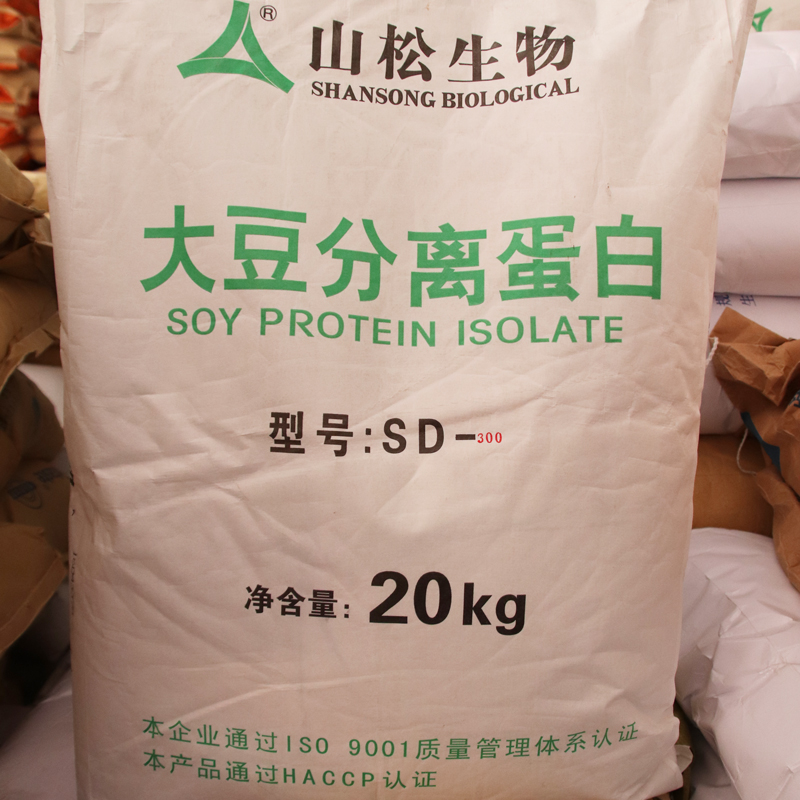 ®
山松生物
SHANSONG BIOLOGICAL
大豆分离蛋白
SOY PROTEIN ISOLATE
型号:SD-300
净含量: 20kg
本企业通过ISO 9001质量管理体系认证
本产品通过HACCP认证
生